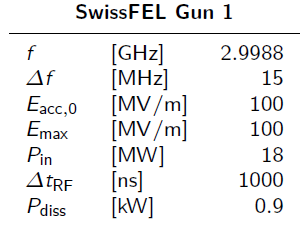 SwissFEL Gun 1
f [GHz] 2.9988
Δf [MHz] 15
Eacc,0 [MV/m] 100
Emax [MV/m] 100
Pin [MW] 18
ΔtRF [ns] 1000
Pdiss [kW] 0.9